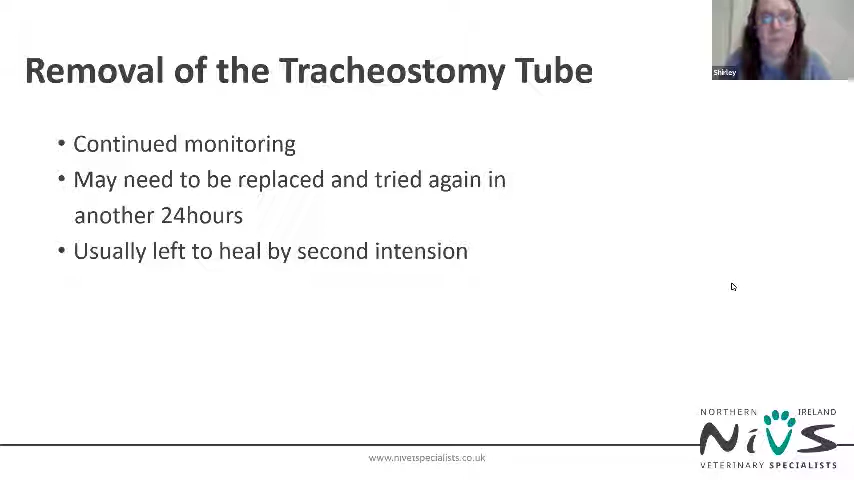 Removal of the Tracheostomy Tube
Shirley
• Continued monitoring
• May need to be replaced and tried again in
another 24hours
• Usually left to heal by second intension
NORTHERN IRELAND
NiVS
VETERINARY SPECIALISTS
www.nivetspecialists.co.uk